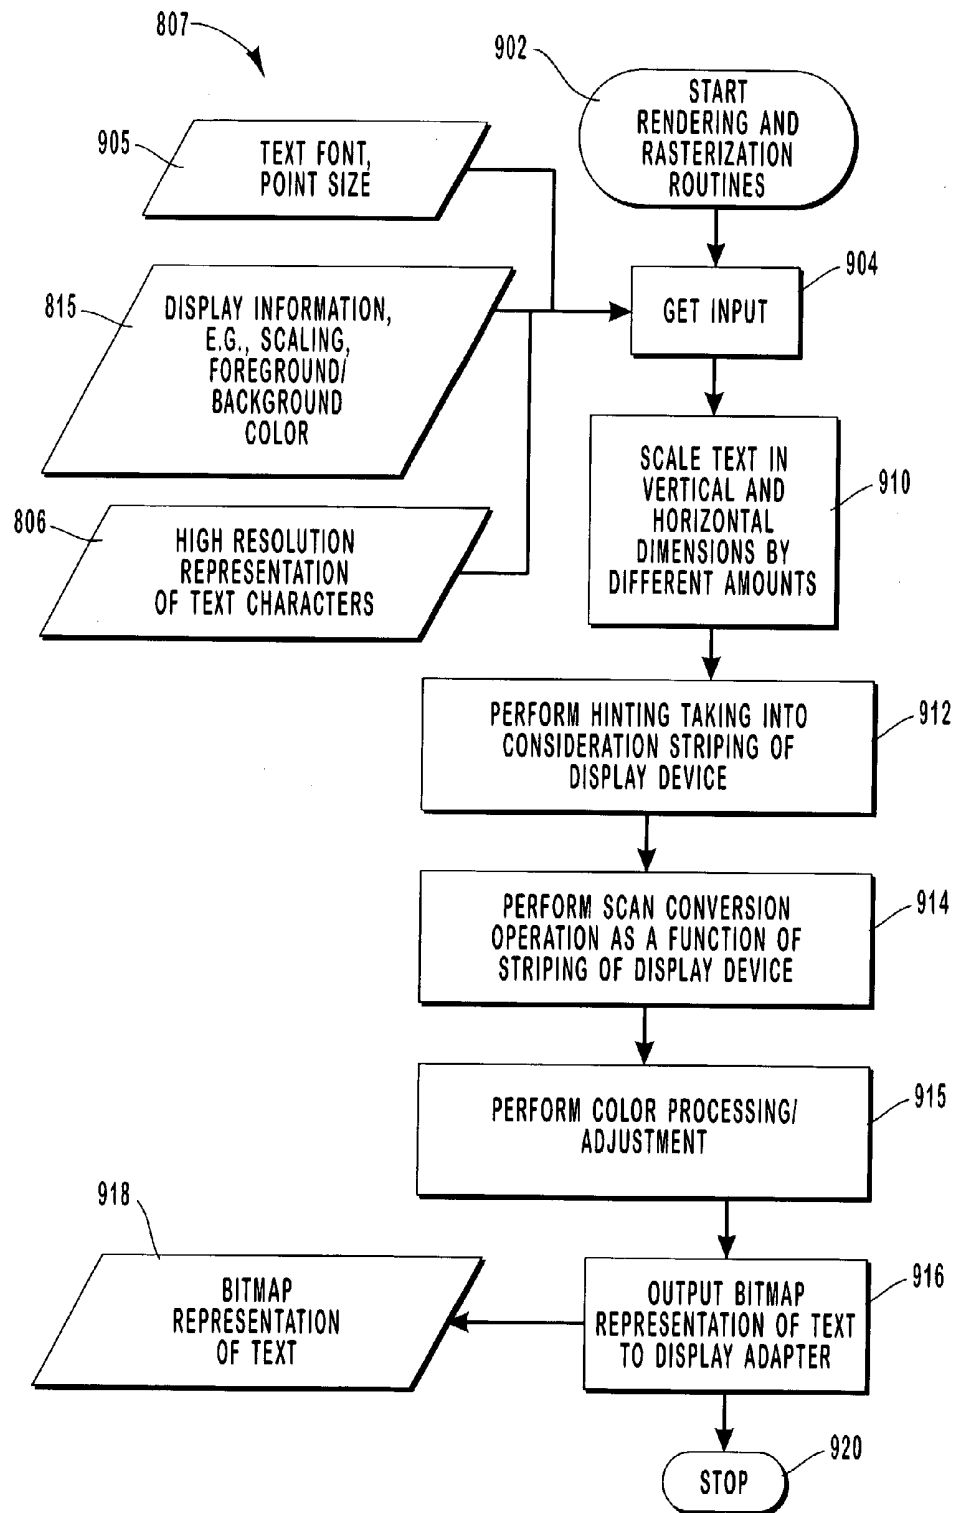 807
902
START
RENDERING AND
RASTERIZATION
ROUTINES
905
TEXT FONT,
POINT SIZE
904
GET INPUT
815
DISPLAY INFORMATION,
E.G., SCALING,
FOREGROUND/
BACKGROUND
COLOR
910
SCALE TEXT IN
VERTICAL AND
HORIZONTAL
DIMENSIONS BY
DIFFERENT AMOUNTS
806
HIGH RESOLUTION
REPRESENTATION
OF TEXT CHARACTERS
912
PERFORM HINTING TAKING INTO
CONSIDERATION STRIPING OF
DISPLAY DEVICE
914
PERFORM SCAN CONVERSION
OPERATION AS A FUNCTION OF
STRIPING OF DISPLAY DEVICE
915
PERFORM COLOR PROCESSING/
ADJUSTMENT
918
BITMAP
REPRESENTATION
OF TEXT
916
OUTPUT BITMAP
REPRESENTATION OF TEXT
TO DISPLAY ADAPTER
920
STOP